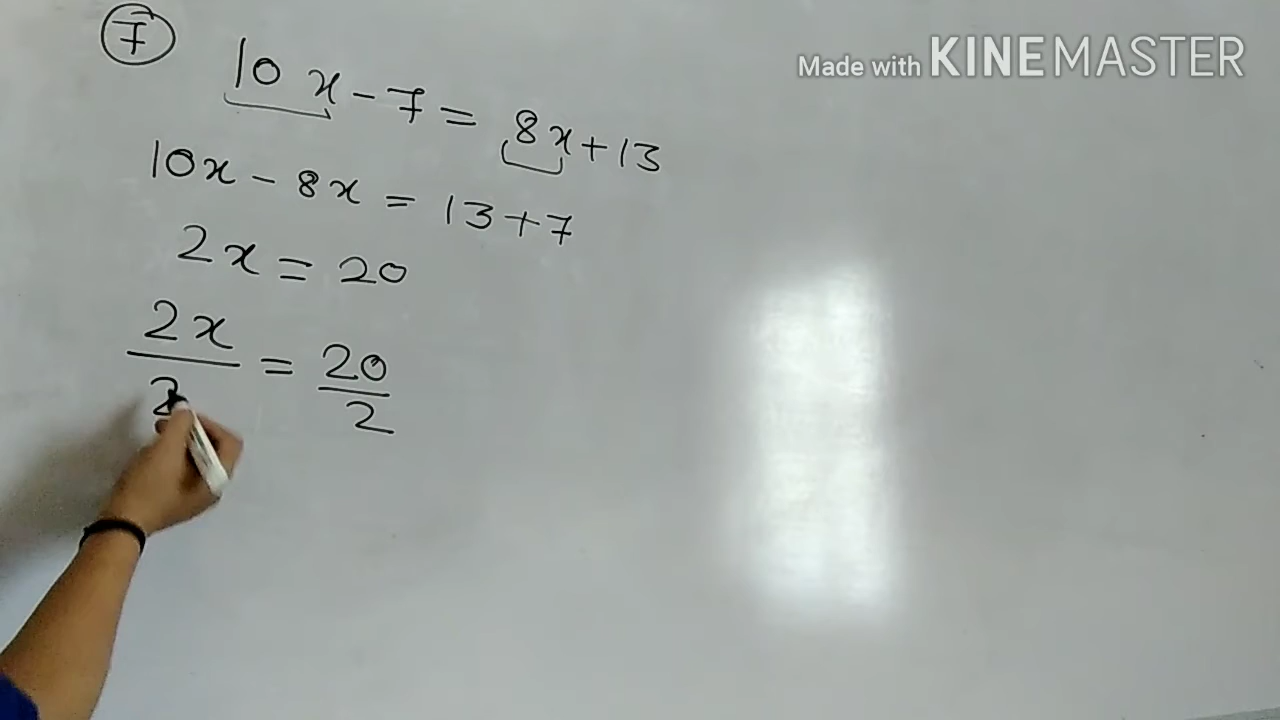 ⑦ 10x - 7 = 8x + 13
Made with KINEMASTER
10x - 8x = 13 + 7
2x = 20
2x/2 = 20/2